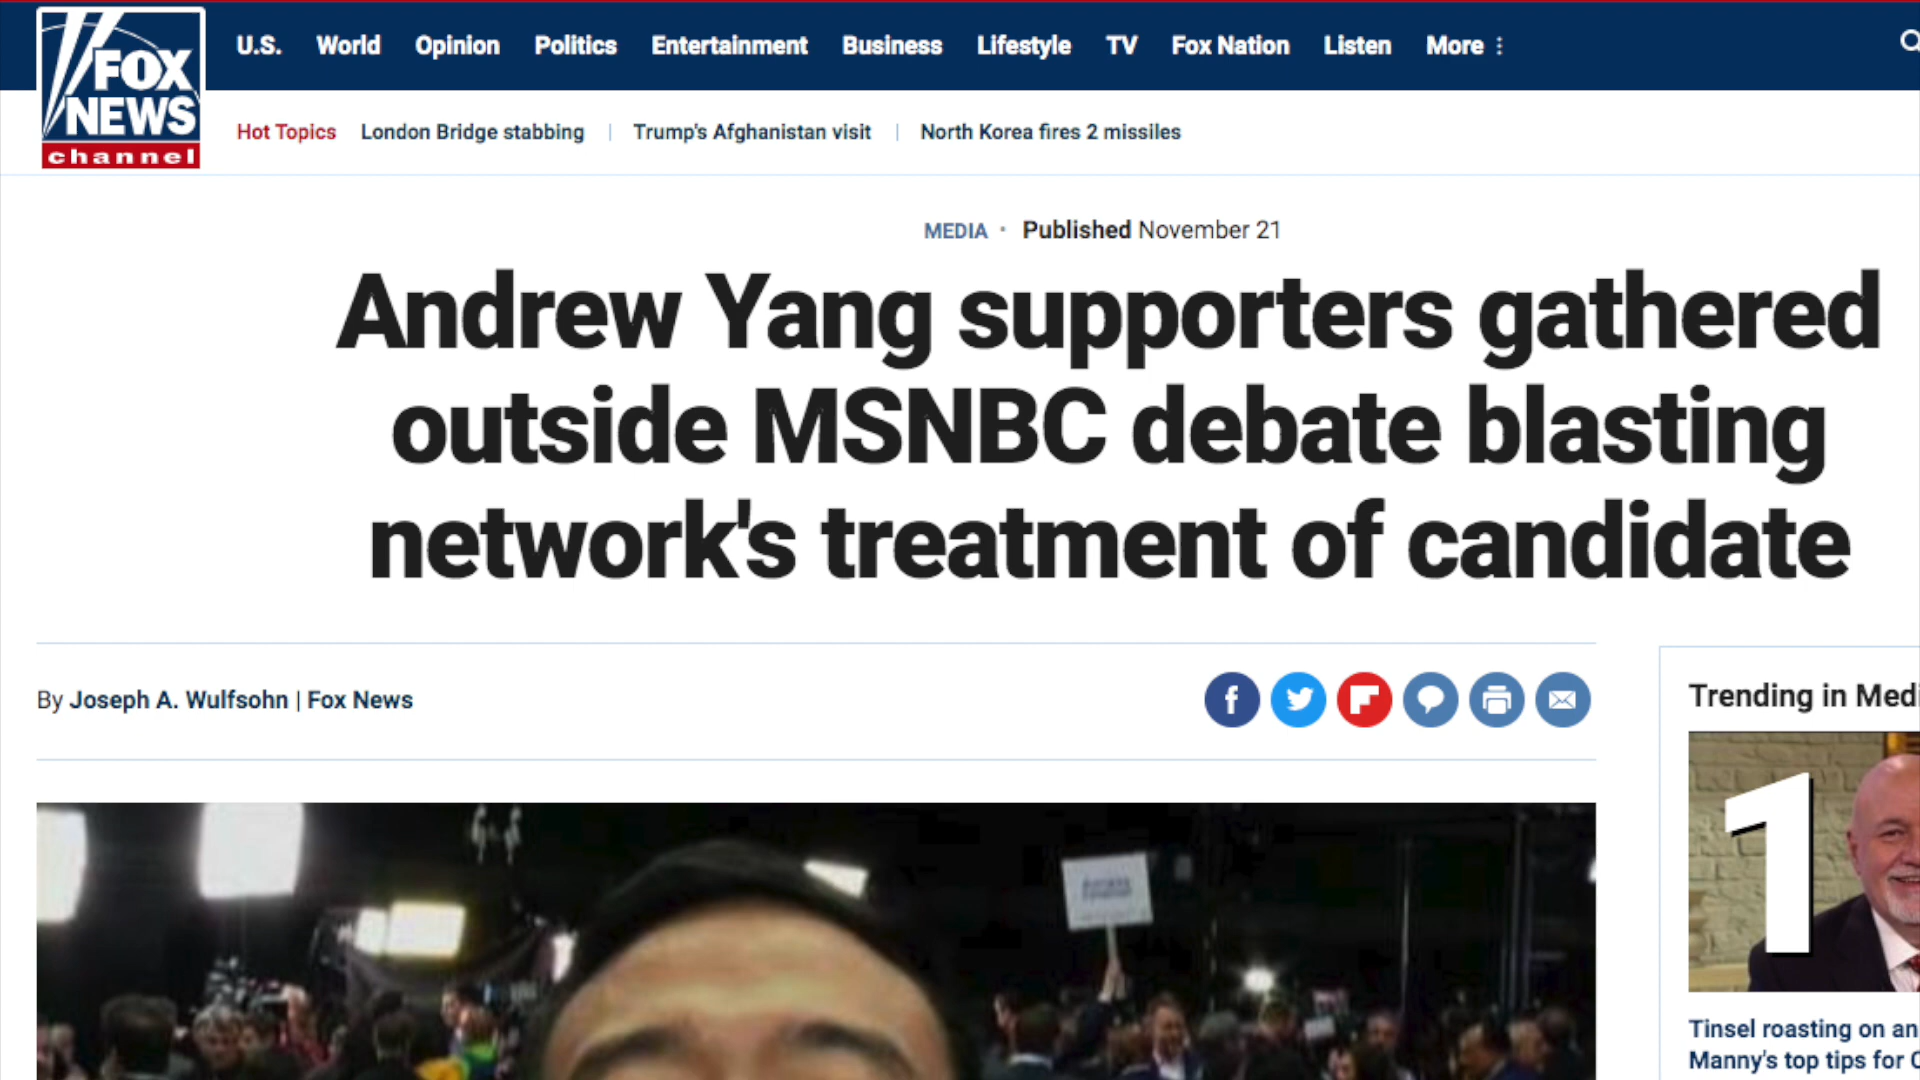 FOX
NEWS
channel
U.S. World Opinion Politics Entertainment Business Lifestyle TV Fox Nation Listen More
Hot Topics London Bridge stabbing | Trump's Afghanistan visit | North Korea fires 2 missiles
MEDIA · Published November 21
Andrew Yang supporters gathered
outside MSNBC debate blasting
network's treatment of candidate
By Joseph A. Wulfsohn | Fox News
Trending in Medi
1
Tinsel roasting on an
Manny's top tips for